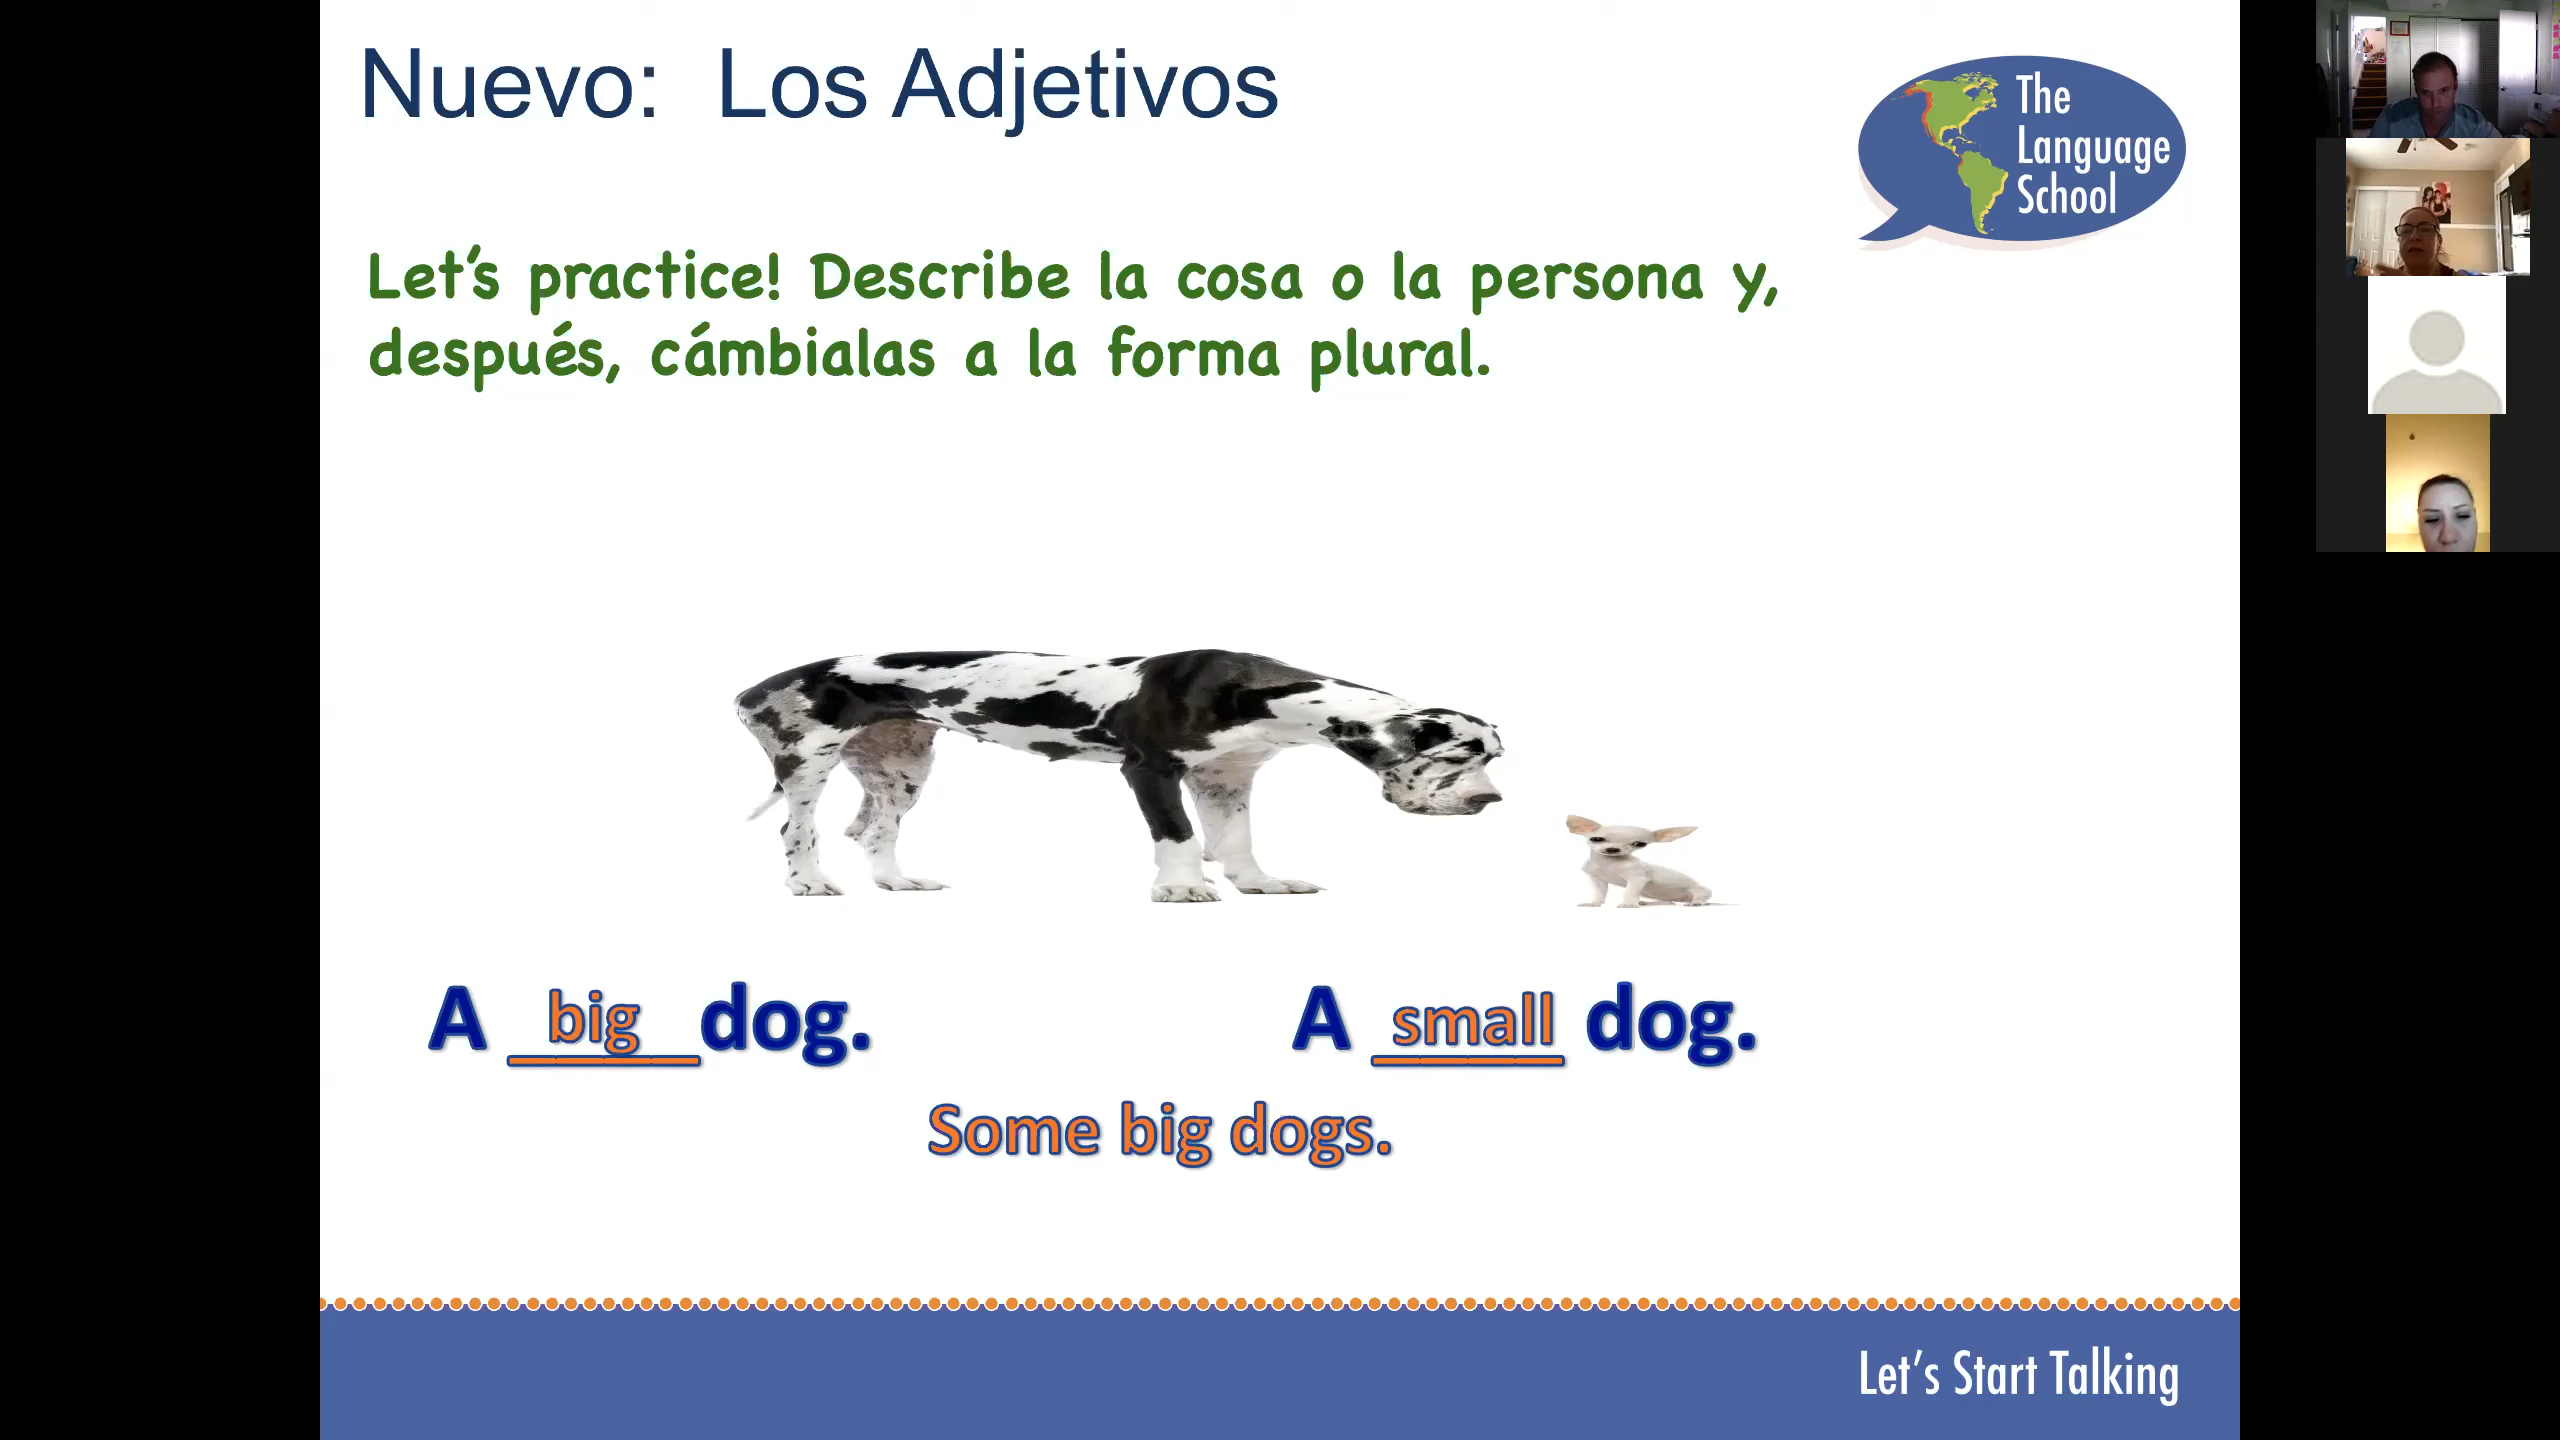 Nuevo: Los Adjetivos
The
Language
School
Let's practice! Describe la cosa o la persona y,
después, cámbialas a la forma plural.
A big dog.
A small dog.
Some big dogs.
Let's Start Talking